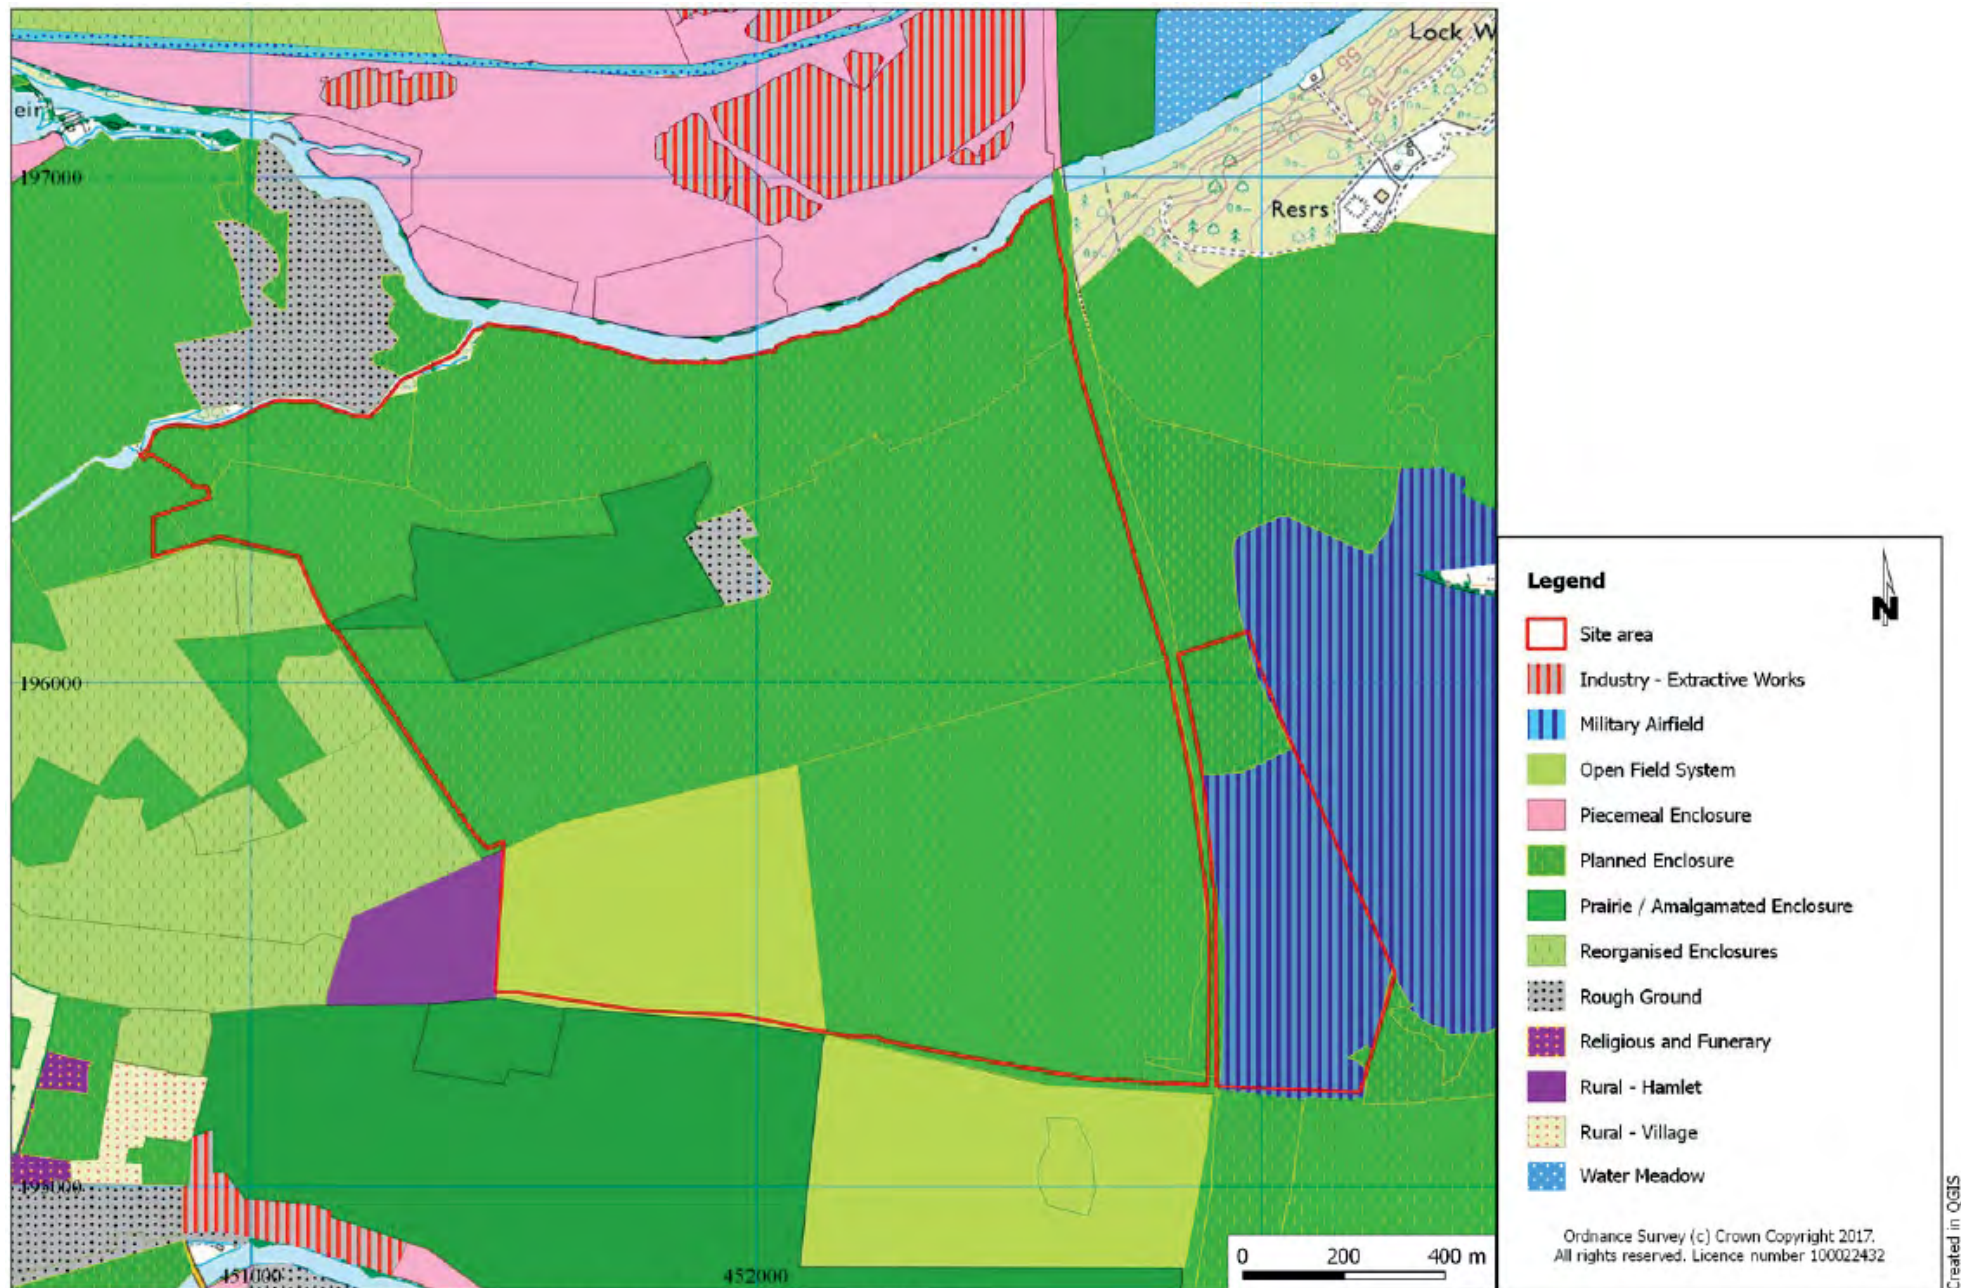 Lock W
55
eir
75
197000
Resrs
196000
195000
451000
452000
0 200 400 m
Legend
N
Site area
Industry - Extractive Works
Military Airfield
Open Field System
Piecemeal Enclosure
Planned Enclosure
Prairie / Amalgamated Enclosure
Reorganised Enclosures
Rough Ground
Religious and Funerary
Rural - Hamlet
Rural - Village
Water Meadow
Ordnance Survey (c) Crown Copyright 2017.
All rights reserved. Licence number 100022432
Created in QGIS